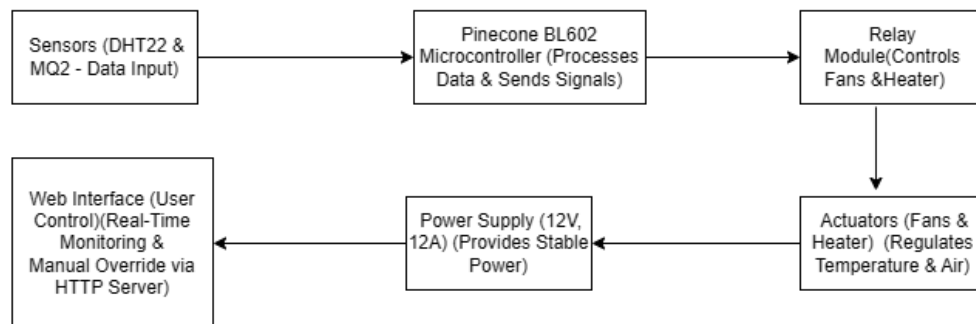 Sensors (DHT22 &
MQ2 - Data Input)
Pinecone BL602
Microcontroller (Processes
Data & Sends Signals)
Relay
Module(Controls
Fans &Heater)
Web Interface (User
Control)(Real-Time
Monitoring &
Manual Override via
HTTP Server)
Power Supply (12V,
12A) (Provides Stable
Power)
Actuators (Fans &
Heater)  (Regulates
Temperature & Air)